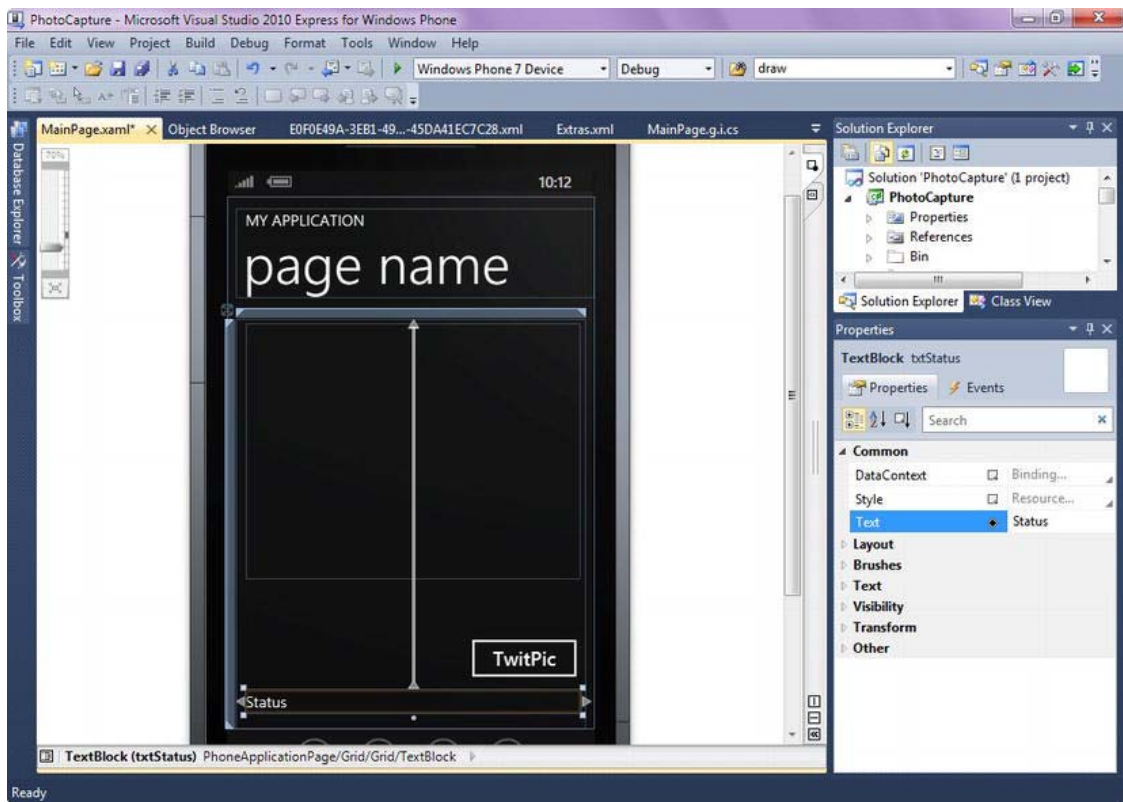 PhotoCapture - Microsoft Visual Studio 2010 Express for Windows Phone
File Edit View Project Build Debug Format Tools Window Help
Windows Phone 7 Device Debug draw
MainPage.xaml* Object Browser E0F0E49A-3EB1-49...-45DA41EC7C28.xml Extras.xml MainPage.g.i.cs
Database Explorer
Toolbox
70%
10:12
MY APPLICATION
page name
TwitPic
Status
TextBlock (txtStatus) PhoneApplicationPage/Grid/Grid/TextBlock
Solution Explorer
Solution 'PhotoCapture' (1 project)
PhotoCapture
Properties
References
Bin
Solution Explorer Class View
Properties
TextBlock txtStatus
Properties Events
Search
Common
DataContext Binding...
Style Resource...
Text Status
Layout
Brushes
Text
Visibility
Transform
Other
Ready